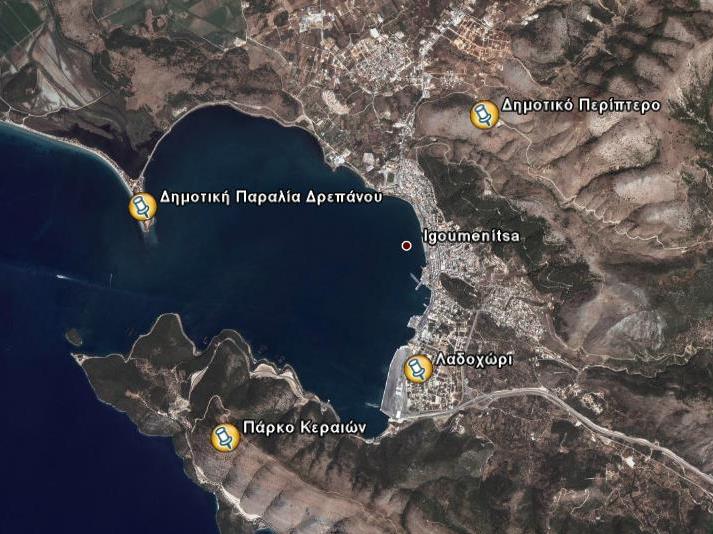 Δημοτικό Περίπτερο
Δημοτική Παραλία Δρεπάνου
Igoumenitsa
Λαδοχώρι
Πάρκο Κεραιών